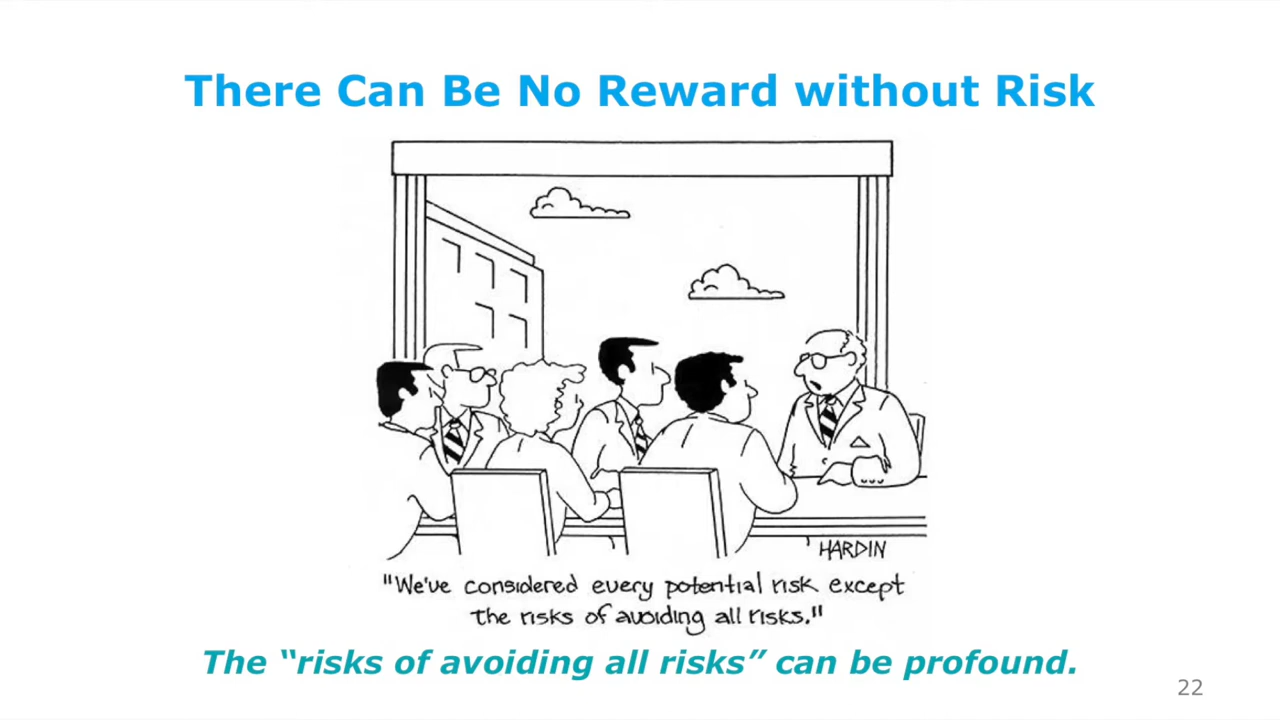 There Can Be No Reward without Risk
HARDIN
"We've considered every potential risk except
the risks of avoiding all risks."
The “risks of avoiding all risks” can be profound.
22